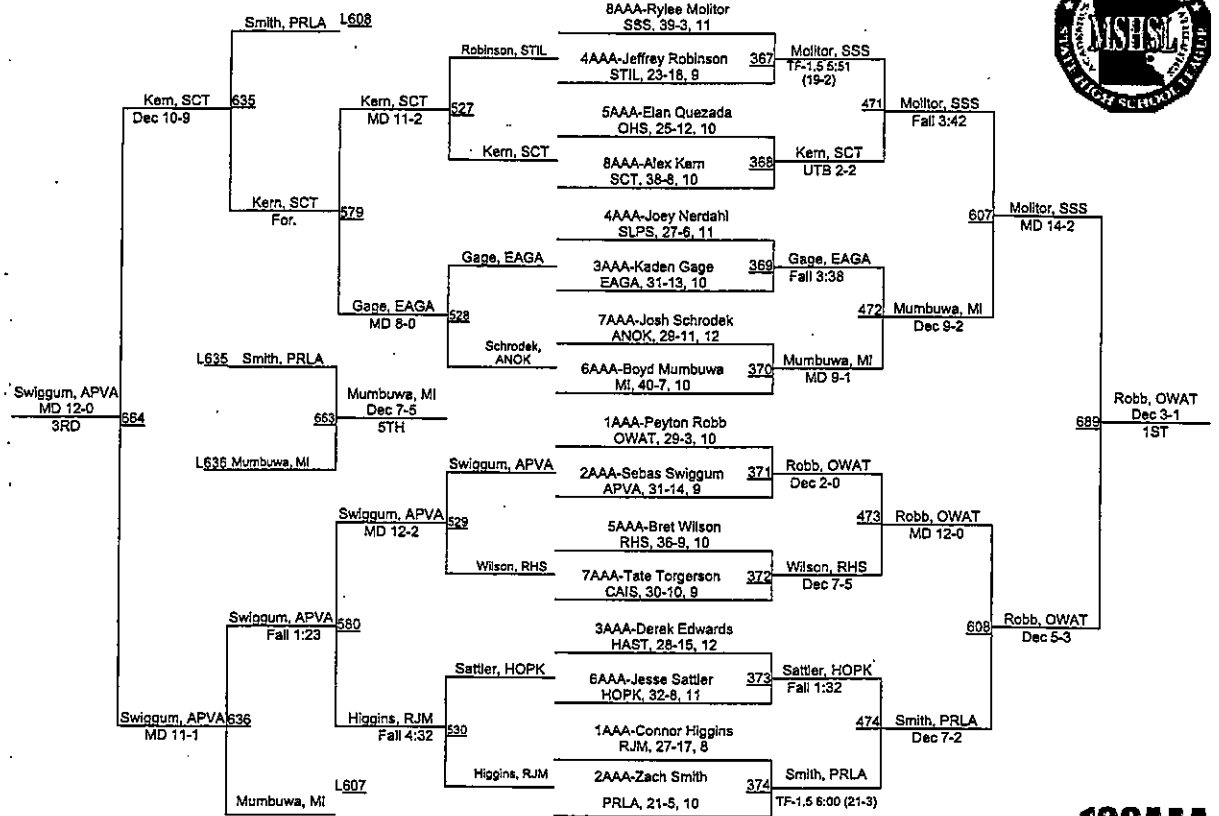 8AAA-Rylee Molitor
SSS, 39-3, 11
4AAA-Jeffrey Robinson
STIL, 23-18, 9
367
5AAA-Elan Quezada
OHS, 25-12, 10
8AAA-Alex Kern
SCT, 38-8, 10
368
4AAA-Joey Nerdahl
SLPS, 27-6, 11
3AAA-Kaden Gage
EAGA, 31-13, 10
369
7AAA-Josh Schrodek
ANOK, 29-11, 12
6AAA-Boyd Mumbuwa
MI, 40-7, 10
370
1AAA-Peyton Robb
OWAT, 29-3, 10
2AAA-Sebas Swiggum
APVA, 31-14, 9
371
5AAA-Bret Wilson
RHS, 36-9, 10
7AAA-Tate Torgerson
CAIS, 30-10, 9
372
3AAA-Derek Edwards
HAST, 28-15, 12
6AAA-Jesse Sattler
HOPK, 32-8, 11
373
1AAA-Connor Higgins
RJM, 27-17, 8
2AAA-Zach Smith
PRLA, 21-5, 10
374
Molitor, SSS
TF-1.5 5:51
(19-2)
Kern, SCT
UTB 2-2
471
Gage, EAGA
Fall 3:38
Mumbuwa, MI
MD 9-1
472
Robb, OWAT
Dec 2-0
Wilson, RHS
Dec 7-5
473
Sattler, HOPK
Fall 1:32
Smith, PRLA
TF-1.5 6:00 (21-3)
474
Molitor, SSS
Fall 3:42
Mumbuwa, MI
Dec 9-2
607
Robb, OWAT
MD 12-0
Smith, PRLA
Dec 7-2
608
Molitor, SSS
MD 14-2
Robb, OWAT
Dec 5-3
689
Robb, OWAT
Dec 3-1
1ST
Robinson, STIL
Kern, SCT
527
Gage, EAGA
Schrodek,
ANOK
528
Swiggum, APVA
Wilson, RHS
529
Sattler, HOPK
Higgins, RJM
530
Kern, SCT
MD 11-2
Gage, EAGA
MD 8-0
579
Swiggum, APVA
MD 12-2
Higgins, RJM
Fall 4:32
580
Smith, PRLA
L608
Kern, SCT
For.
635
Swiggum, APVA
Fall 1:23
Mumbuwa, MI
L607
636
Kern, SCT
Dec 10-9
Swiggum, APVA
MD 11-1
664
Swiggum, APVA
MD 12-0
3RD
L635 Smith, PRLA
L636 Mumbuwa, MI
663
Mumbuwa, MI
Dec 7-5
5TH
MSHSL
STATE HIGH SCHOOL LEAGUE